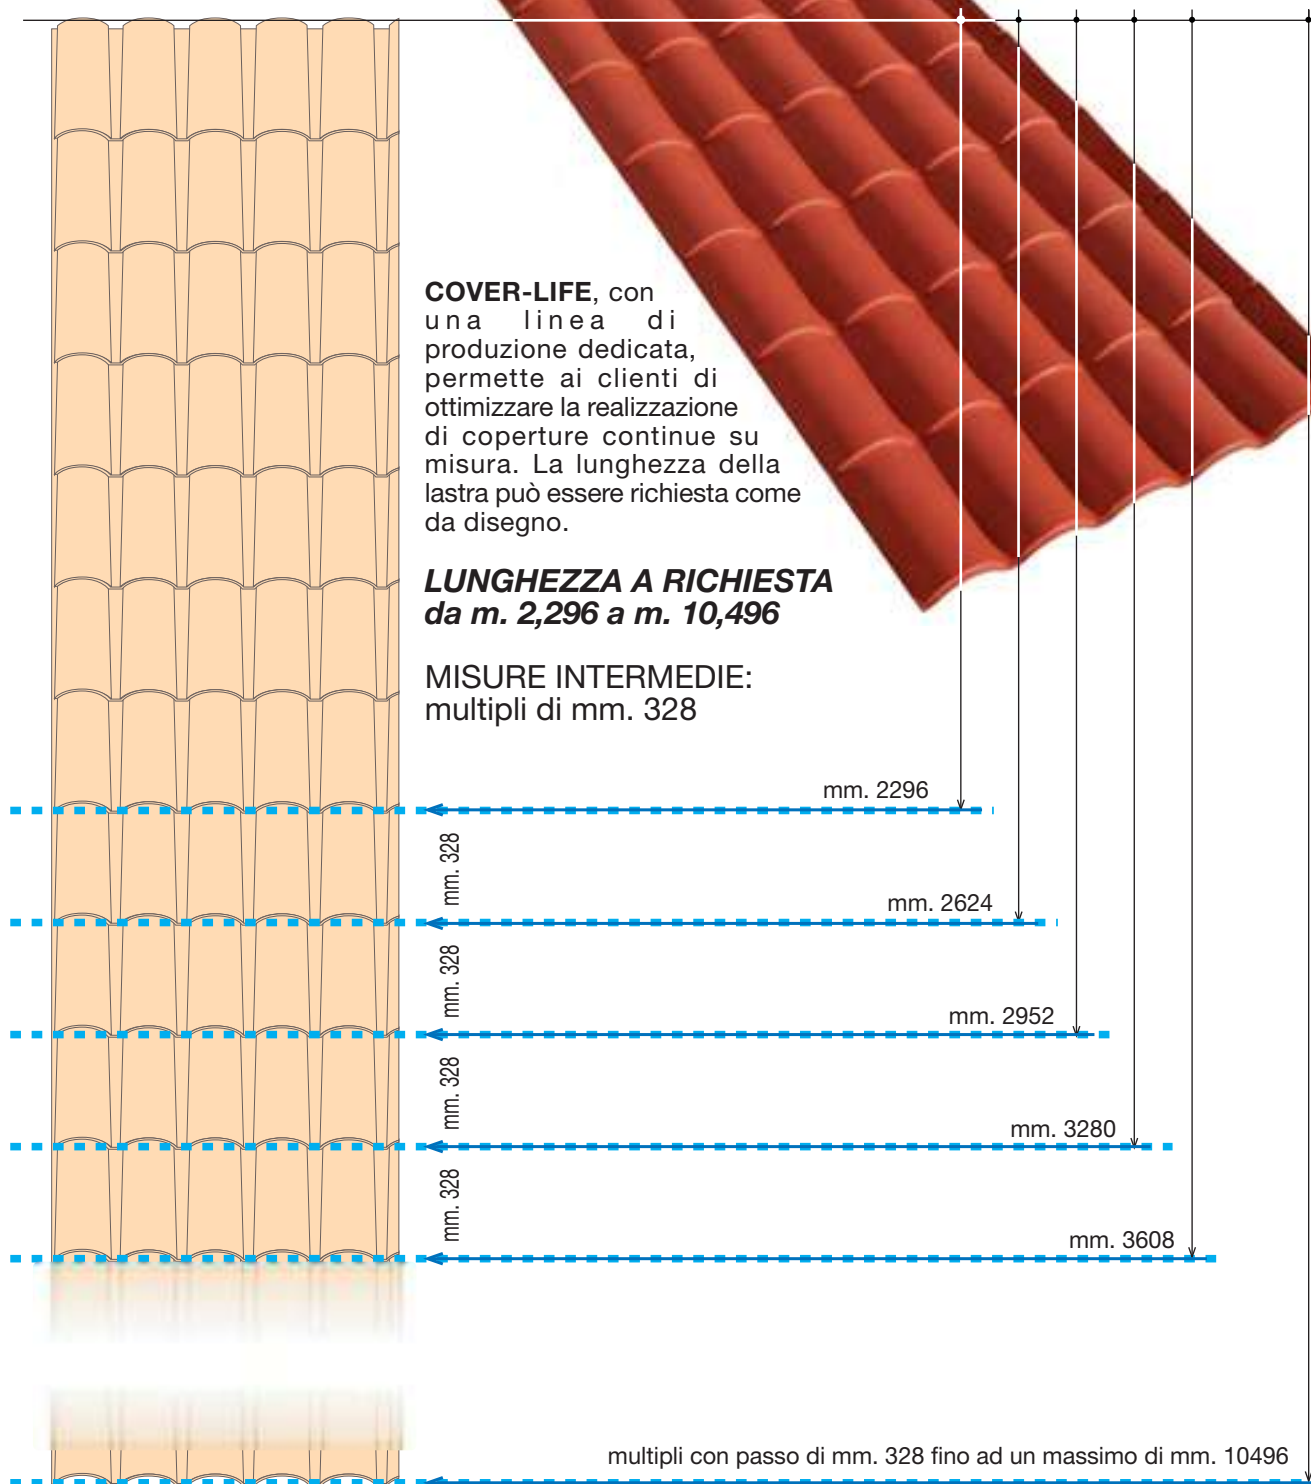 COVER-LIFE, con
una linea di
produzione dedicata,
permette ai clienti di
ottimizzare la realizzazione
di coperture continue su
misura. La lunghezza della
lastra può essere richiesta come
da disegno.
LUNGHEZZA A RICHIESTA
da m. 2,296 a m. 10,496
MISURE INTERMEDIE:
multipli di mm. 328
mm. 2296
mm. 328
mm. 2624
mm. 328
mm. 2952
mm. 328
mm. 3280
mm. 328
mm. 3608
multipli con passo di mm. 328 fino ad un massimo di mm. 10496